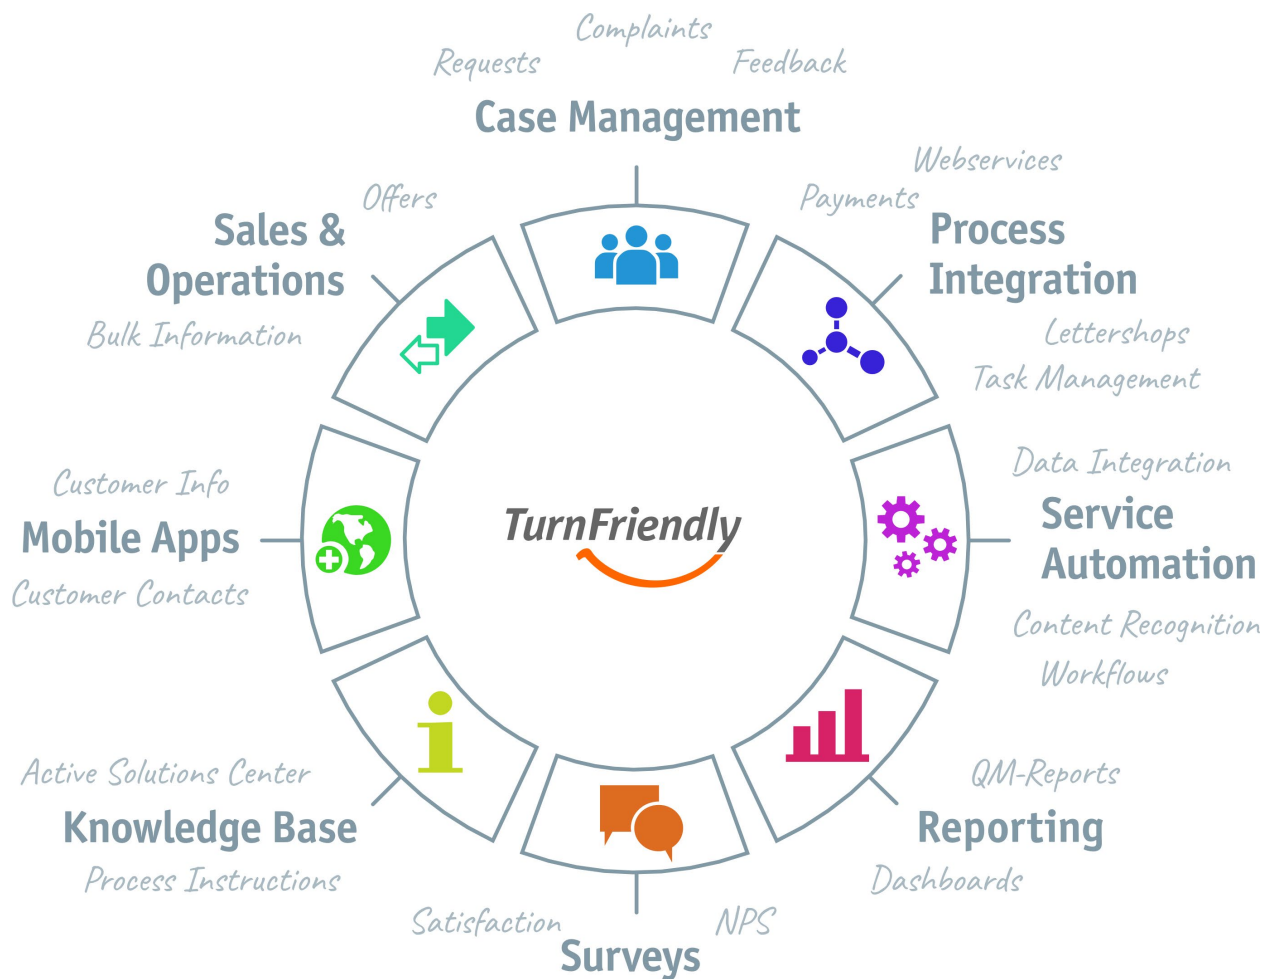 Complaints
Requests
Feedback
Case Management
Webservices
Payments
Process
Integration
Lettershops
Task Management
Data Integration
Service
Automation
Content Recognition
Workflows
QM-Reports
Reporting
Dashboards
NPS
Satisfaction
Surveys
Active Solutions Center
Knowledge Base
Process Instructions
Customer Info
Mobile Apps
Customer Contacts
Offers
Sales &
Operations
Bulk Information
TurnFriendly